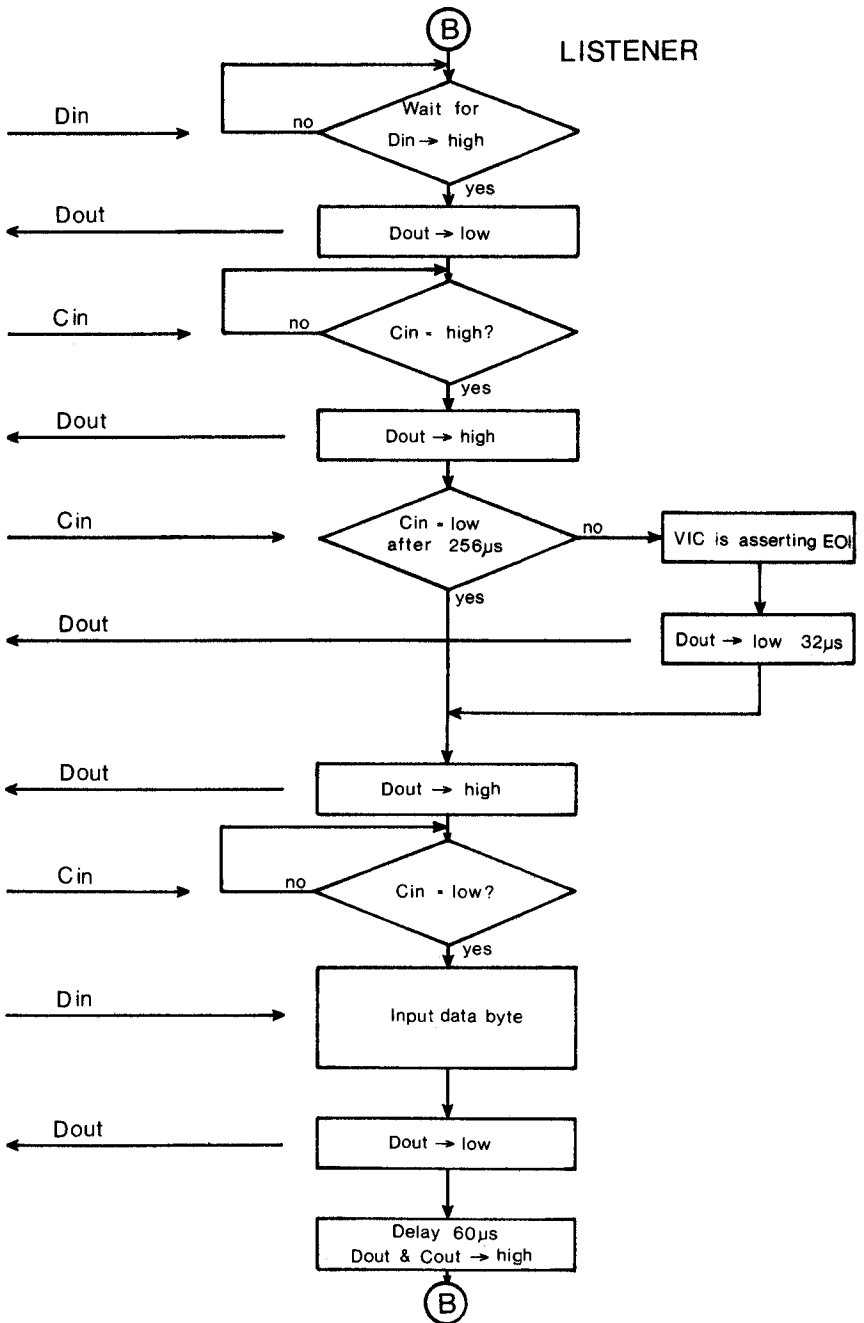 B
LISTENER
Wait for
Din → high
no
Din
yes
Dout
Dout → low
Cin
no
Cin = high?
yes
Dout
Dout → high
Cin
Cin = low
after 256µs
no
VIC is asserting EOI
yes
Dout
Dout → low 32µs
Dout
Dout → high
Cin
no
Cin = low?
yes
Din
Input data byte
Dout
Dout → low
Delay 60µs
Dout & Cout → high
B